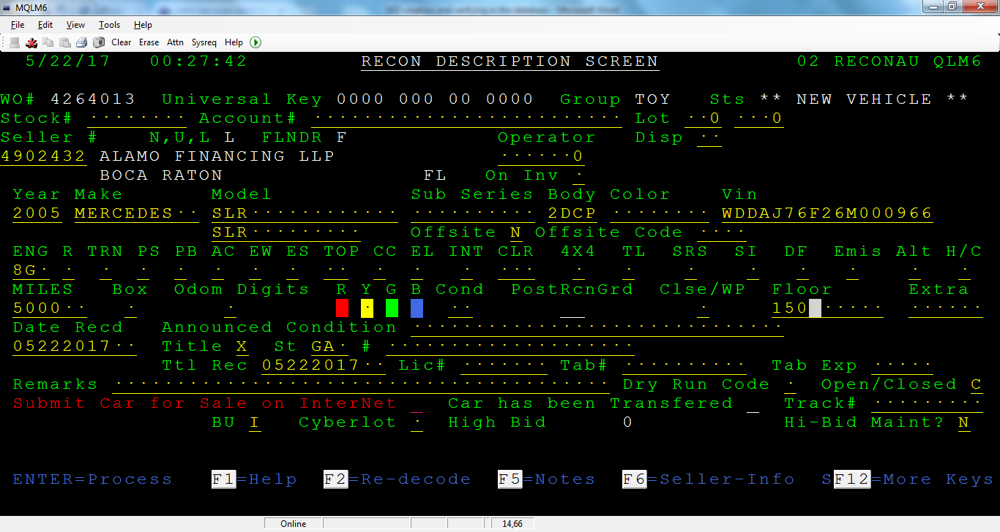 MQLM6
File Edit View Tools Help
Clear Erase Attn Sysreq Help
5/22/17 00:27:42 RECON DESCRIPTION SCREEN 02 RECONAU QLM6
WO# 4264013 Universal Key 0000 000 00 0000 Group TOY Sts ** NEW VEHICLE **
Stock# Account# Lot 0 0
Seller # N,U,L L FLNDR F Operator Disp
4902432 ALAMO FINANCING LLP 0
BOCA RATON FL On Inv
Year Make Model Sub Series Body Color Vin
2005 MERCEDES SLR 2DCP WDDAJ76F26M000966
SLR Offsite N Offsite Code
ENG R TRN PS PB AC EW ES TOP CC EL INT CLR 4X4 TL SRS SI DF Emis Alt H/C
8G
MILES Box Odom Digits R Y G B Cond PostRcnGrd Clse/WP Floor Extra
5000 150
Date Recd Announced Condition
05222017 Title X St GA #
Ttl Rec 05222017 Lic# Tab# Tab Exp
Remarks Dry Run Code Open/Closed C
Submit Car for Sale on InterNet Car has been Transfered Track#
BU I Cyberlot High Bid 0 Hi-Bid Maint? N
ENTER=Process F1=Help F2=Re-decode F5=Notes F6=Seller-Info SF12=More Keys
Online 14,66